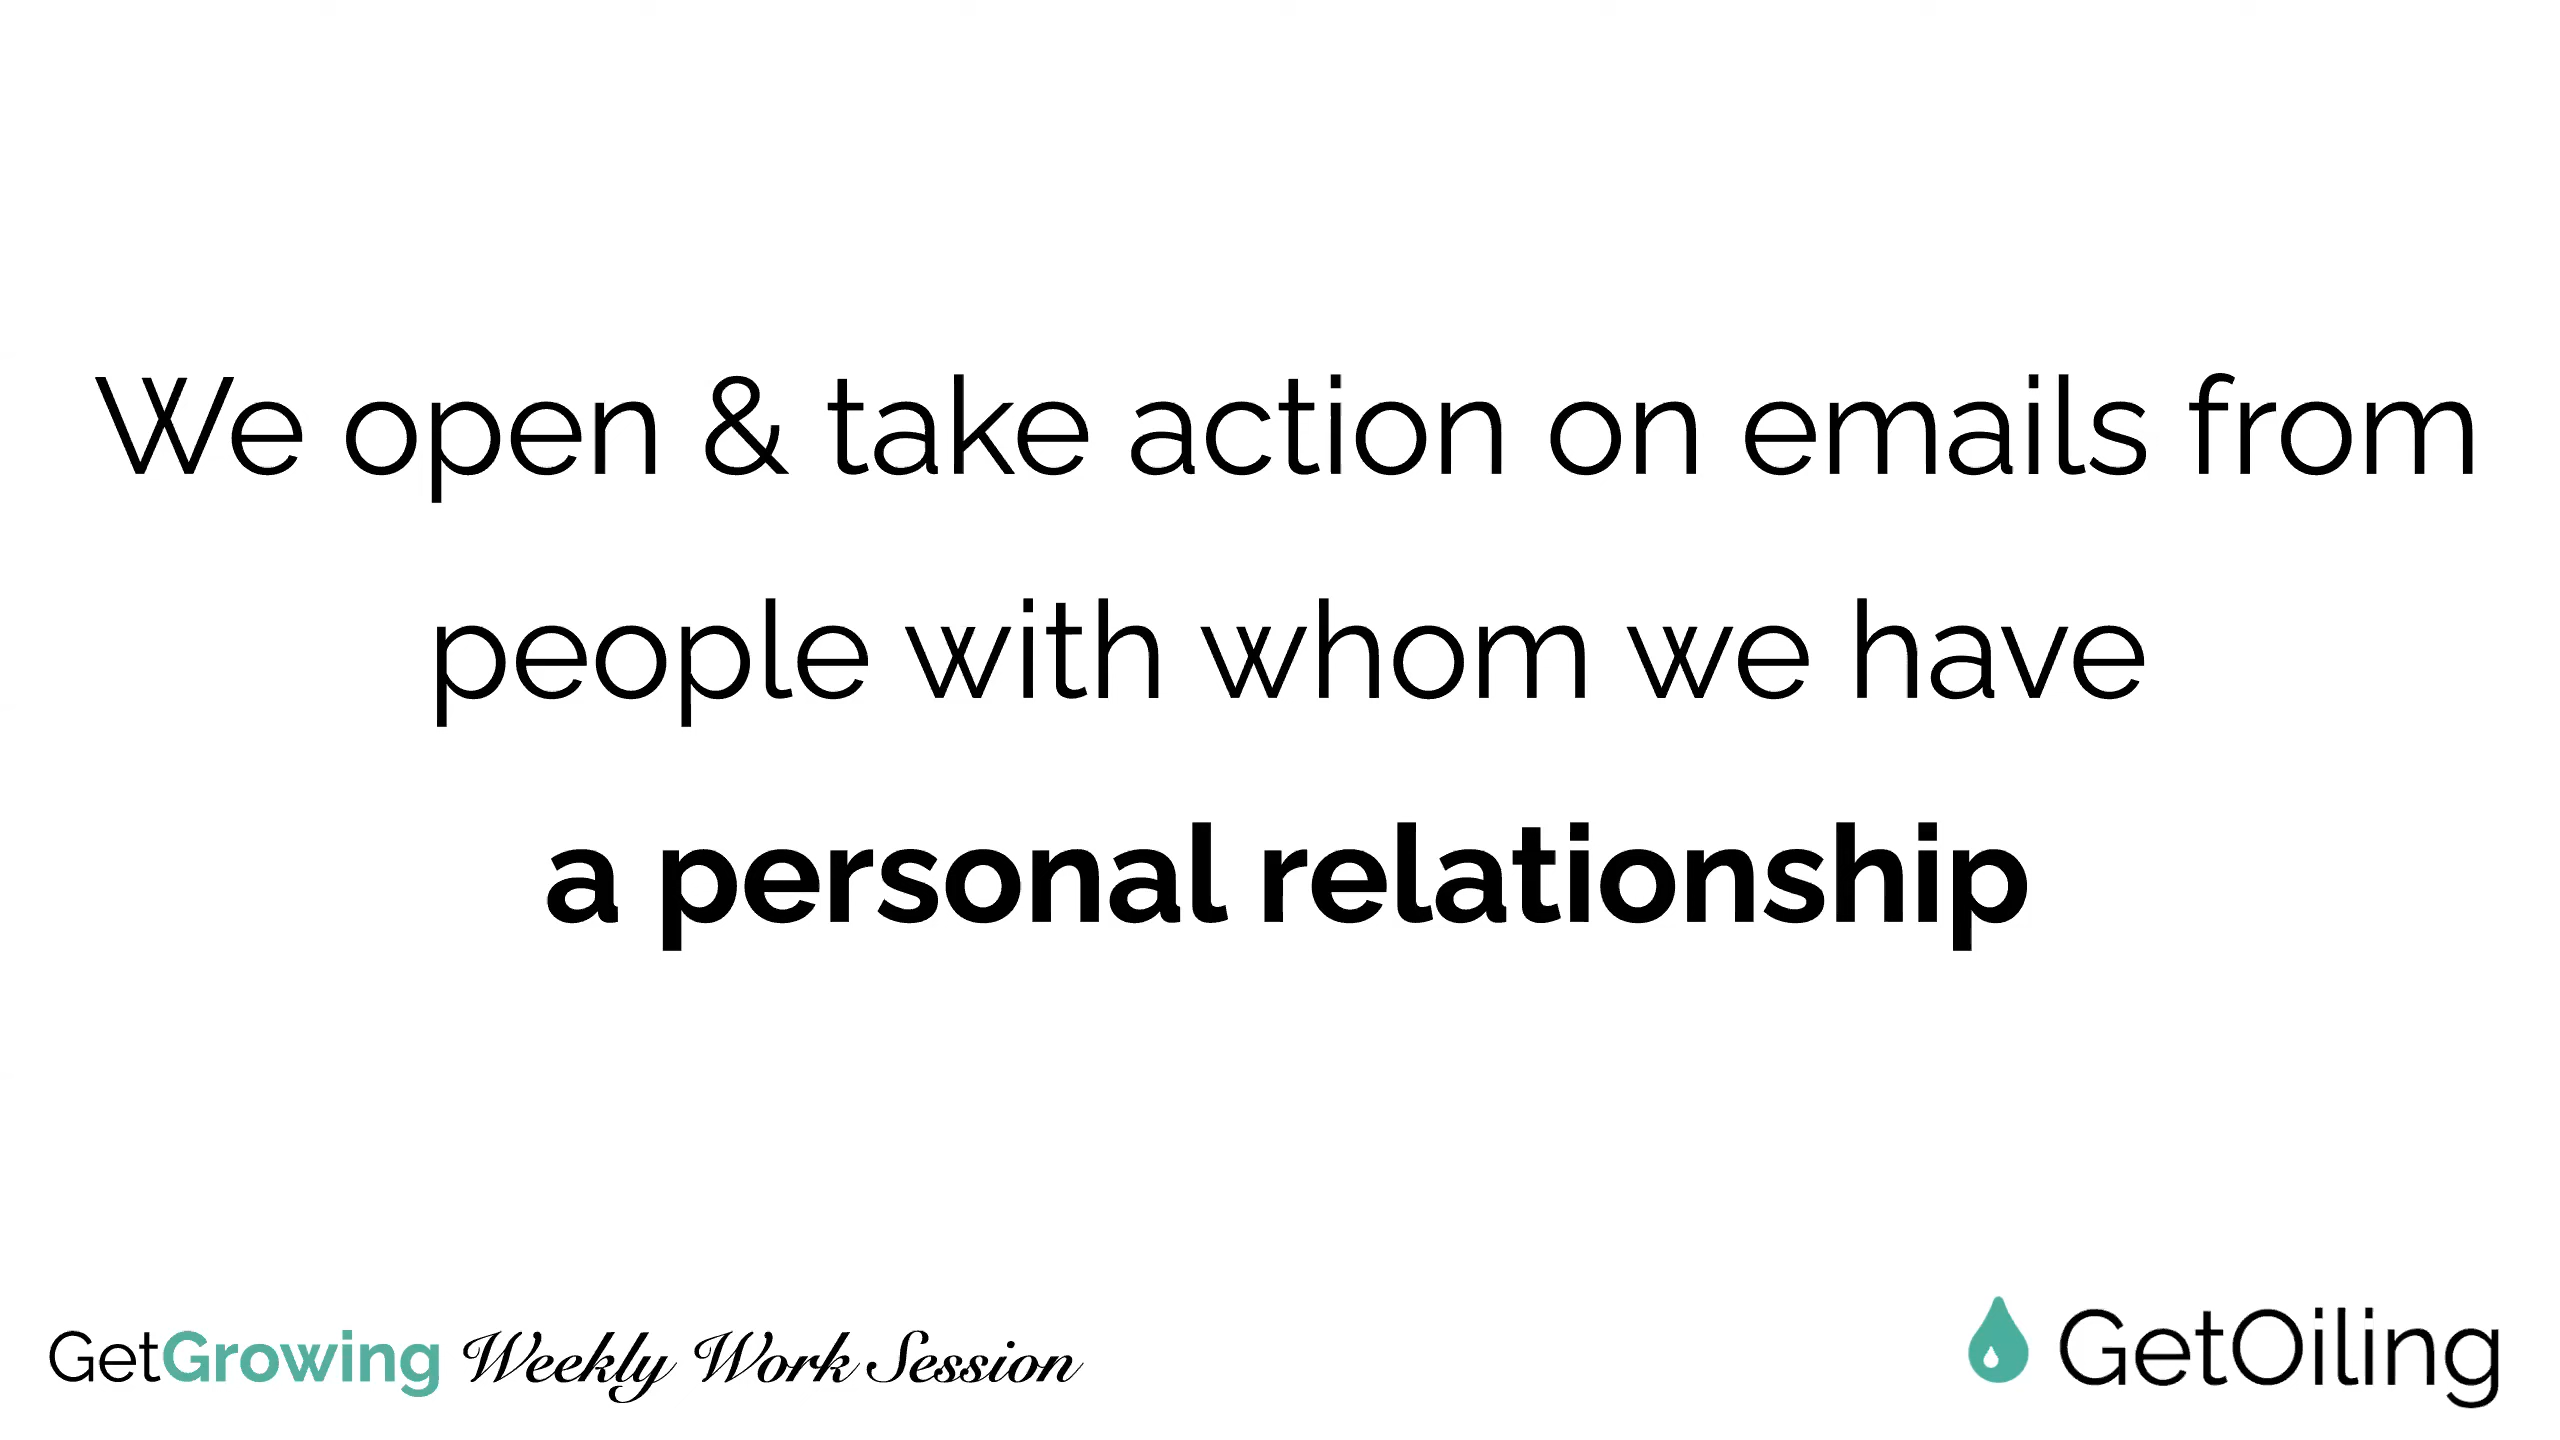 We open & take action on emails from
people with whom we have
a personal relationship
GetGrowing Weekly Work Session
GetOiling